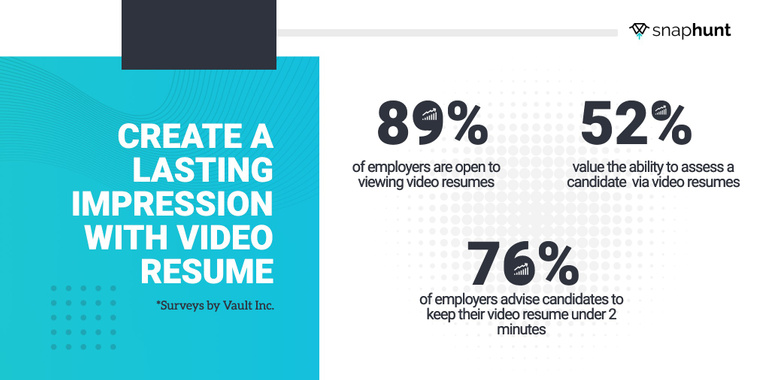 snaphunt
CREATE A
LASTING
IMPRESSION
WITH VIDEO
RESUME
*Surveys by Vault Inc.
89%
of employers are open to
viewing video resumes
52%
value the ability to assess a
candidate via video resumes
76%
of employers advise candidates to
keep their video resume under 2
minutes